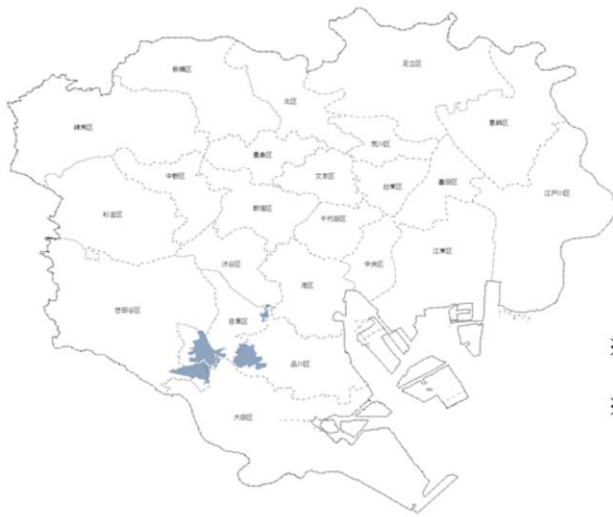 板橋区
足立区
北区
葛飾区
練馬区
荒川区
豊島区
中野区
文京区
台東区
墨田区
江戸川区
杉並区
新宿区
千代田区
江東区
渋谷区
中央区
港区
世田谷区
目黒区
品川区
大田区
※
※